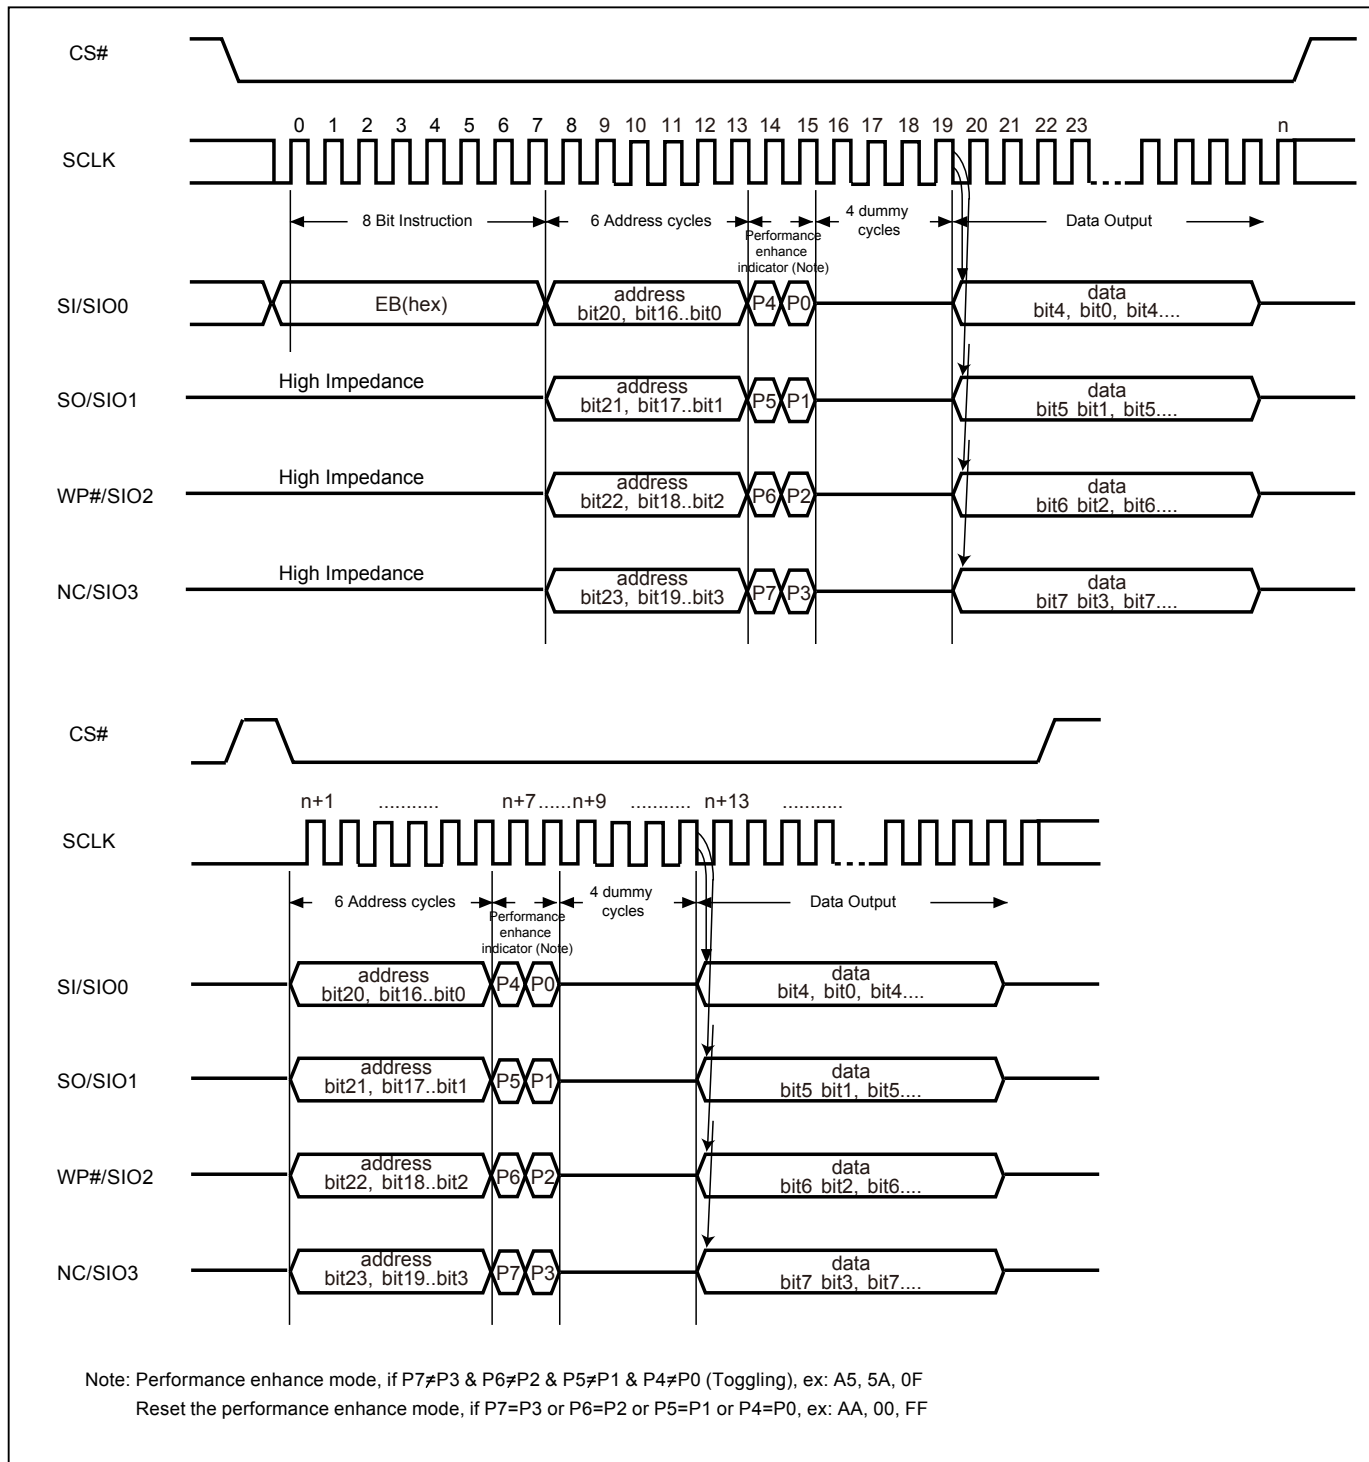 CS#
0 1 2 3 4 5 6 7 8 9 10 11 12 13 14 15 16 17 18 19 20 21 22 23 n
SCLK
8 Bit Instruction 6 Address cycles 4 dummy cycles Data Output
Performance enhance indicator (Note)
SI/SIO0 EB(hex) address bit20, bit16..bit0 P4 P0 data bit4, bit0, bit4....
SO/SIO1 High Impedance address bit21, bit17..bit1 P5 P1 data bit5 bit1, bit5....
WP#/SIO2 High Impedance address bit22, bit18..bit2 P6 P2 data bit6 bit2, bit6....
NC/SIO3 High Impedance address bit23, bit19..bit3 P7 P3 data bit7 bit3, bit7....
CS#
n+1 ........... n+7 ......n+9 ........... n+13 ...........
SCLK
6 Address cycles 4 dummy cycles Data Output
Performance enhance indicator (Note)
SI/SIO0 address bit20, bit16..bit0 P4 P0 data bit4, bit0, bit4....
SO/SIO1 address bit21, bit17..bit1 P5 P1 data bit5 bit1, bit5....
WP#/SIO2 address bit22, bit18..bit2 P6 P2 data bit6 bit2, bit6....
NC/SIO3 address bit23, bit19..bit3 P7 P3 data bit7 bit3, bit7....
Note: Performance enhance mode, if P7≠P3 & P6≠P2 & P5≠P1 & P4≠P0 (Toggling), ex: A5, 5A, 0F
Reset the performance enhance mode, if P7=P3 or P6=P2 or P5=P1 or P4=P0, ex: AA, 00, FF